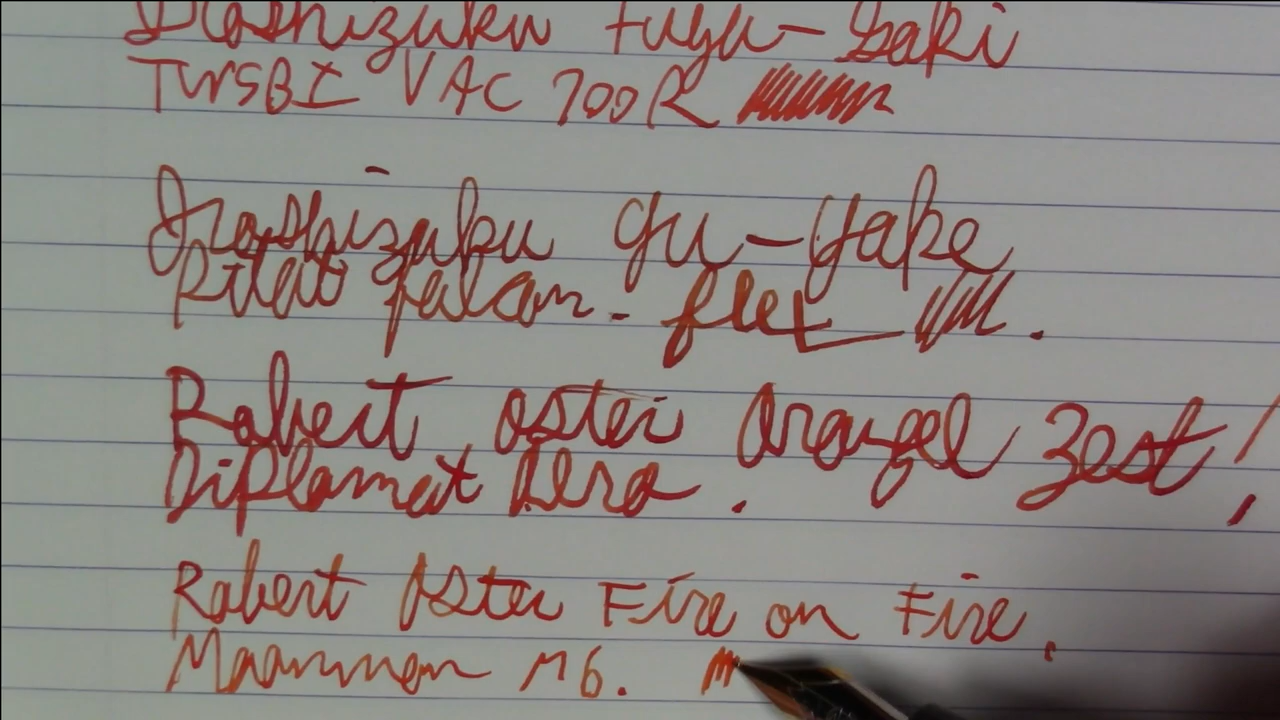 Iroshizuku Fuyu-Gaki
TWSBI VAC 700R
Iroshizuku Yu-Yake
Pilot Falcon - flex .
Robert Oster Orange Zest!
Diplomat Aero .
Robert Oster Fire on Fire .
Moonman M6 .